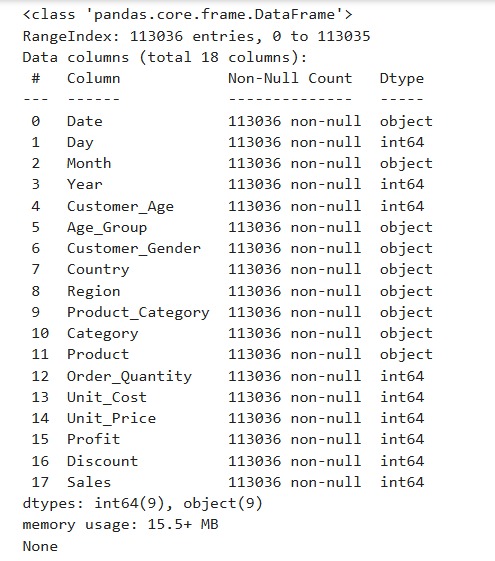 <class 'pandas.core.frame.DataFrame'>
RangeIndex: 113036 entries, 0 to 113035
Data columns (total 18 columns):
 #   Column            Non-Null Count   Dtype
---  ------            --------------   -----
 0   Date              113036 non-null  object
 1   Day               113036 non-null  int64
 2   Month             113036 non-null  object
 3   Year              113036 non-null  int64
 4   Customer_Age      113036 non-null  int64
 5   Age_Group         113036 non-null  object
 6   Customer_Gender   113036 non-null  object
 7   Country           113036 non-null  object
 8   Region            113036 non-null  object
 9   Product_Category  113036 non-null  object
 10  Category          113036 non-null  object
 11  Product           113036 non-null  object
 12  Order_Quantity    113036 non-null  int64
 13  Unit_Cost         113036 non-null  int64
 14  Unit_Price        113036 non-null  int64
 15  Profit            113036 non-null  int64
 16  Discount          113036 non-null  int64
 17  Sales             113036 non-null  int64
dtypes: int64(9), object(9)
memory usage: 15.5+ MB
None